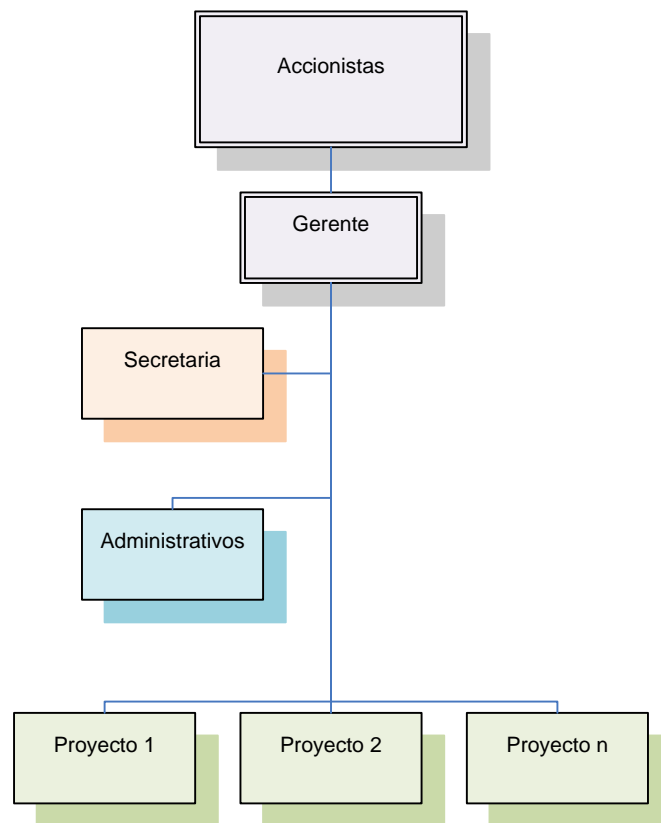 Accionistas
Gerente
Secretaria
Administrativos
Proyecto 1
Proyecto 2
Proyecto n